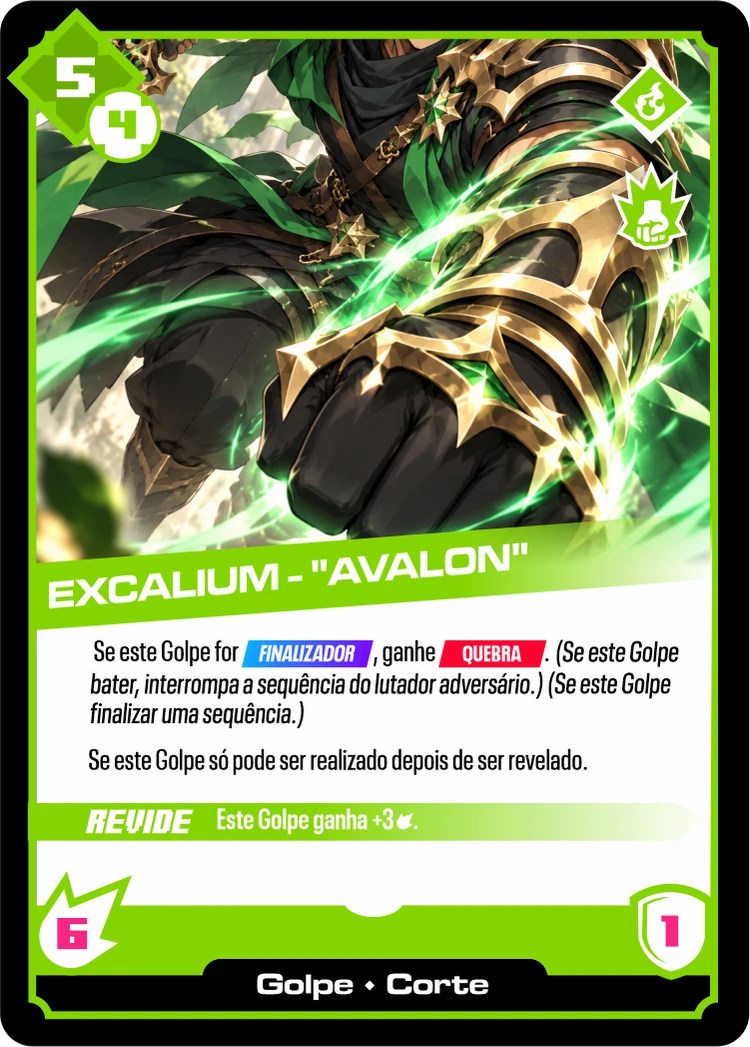 5
4
EXCALIUM - "AVALON"
Se este Golpe for FINALIZADOR, ganhe QUEBRA. (Se este Golpe
bater, interrompa a sequência do lutador adversário.) (Se este Golpe
finalizar uma sequência.)
Se este Golpe só pode ser realizado depois de ser revelado.
REVIDE Este Golpe ganha +3.
6
1
Golpe • Corte